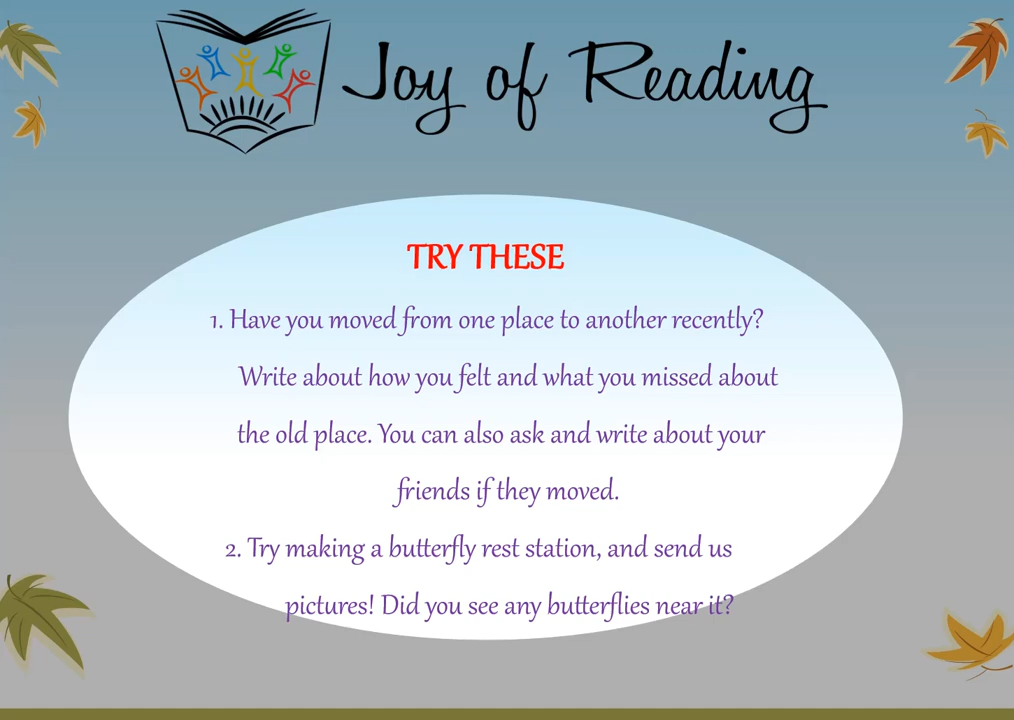 Joy of Reading
TRY THESE
1. Have you moved from one place to another recently?
Write about how you felt and what you missed about
the old place. You can also ask and write about your
friends if they moved.
2. Try making a butterfly rest station, and send us
pictures! Did you see any butterflies near it?